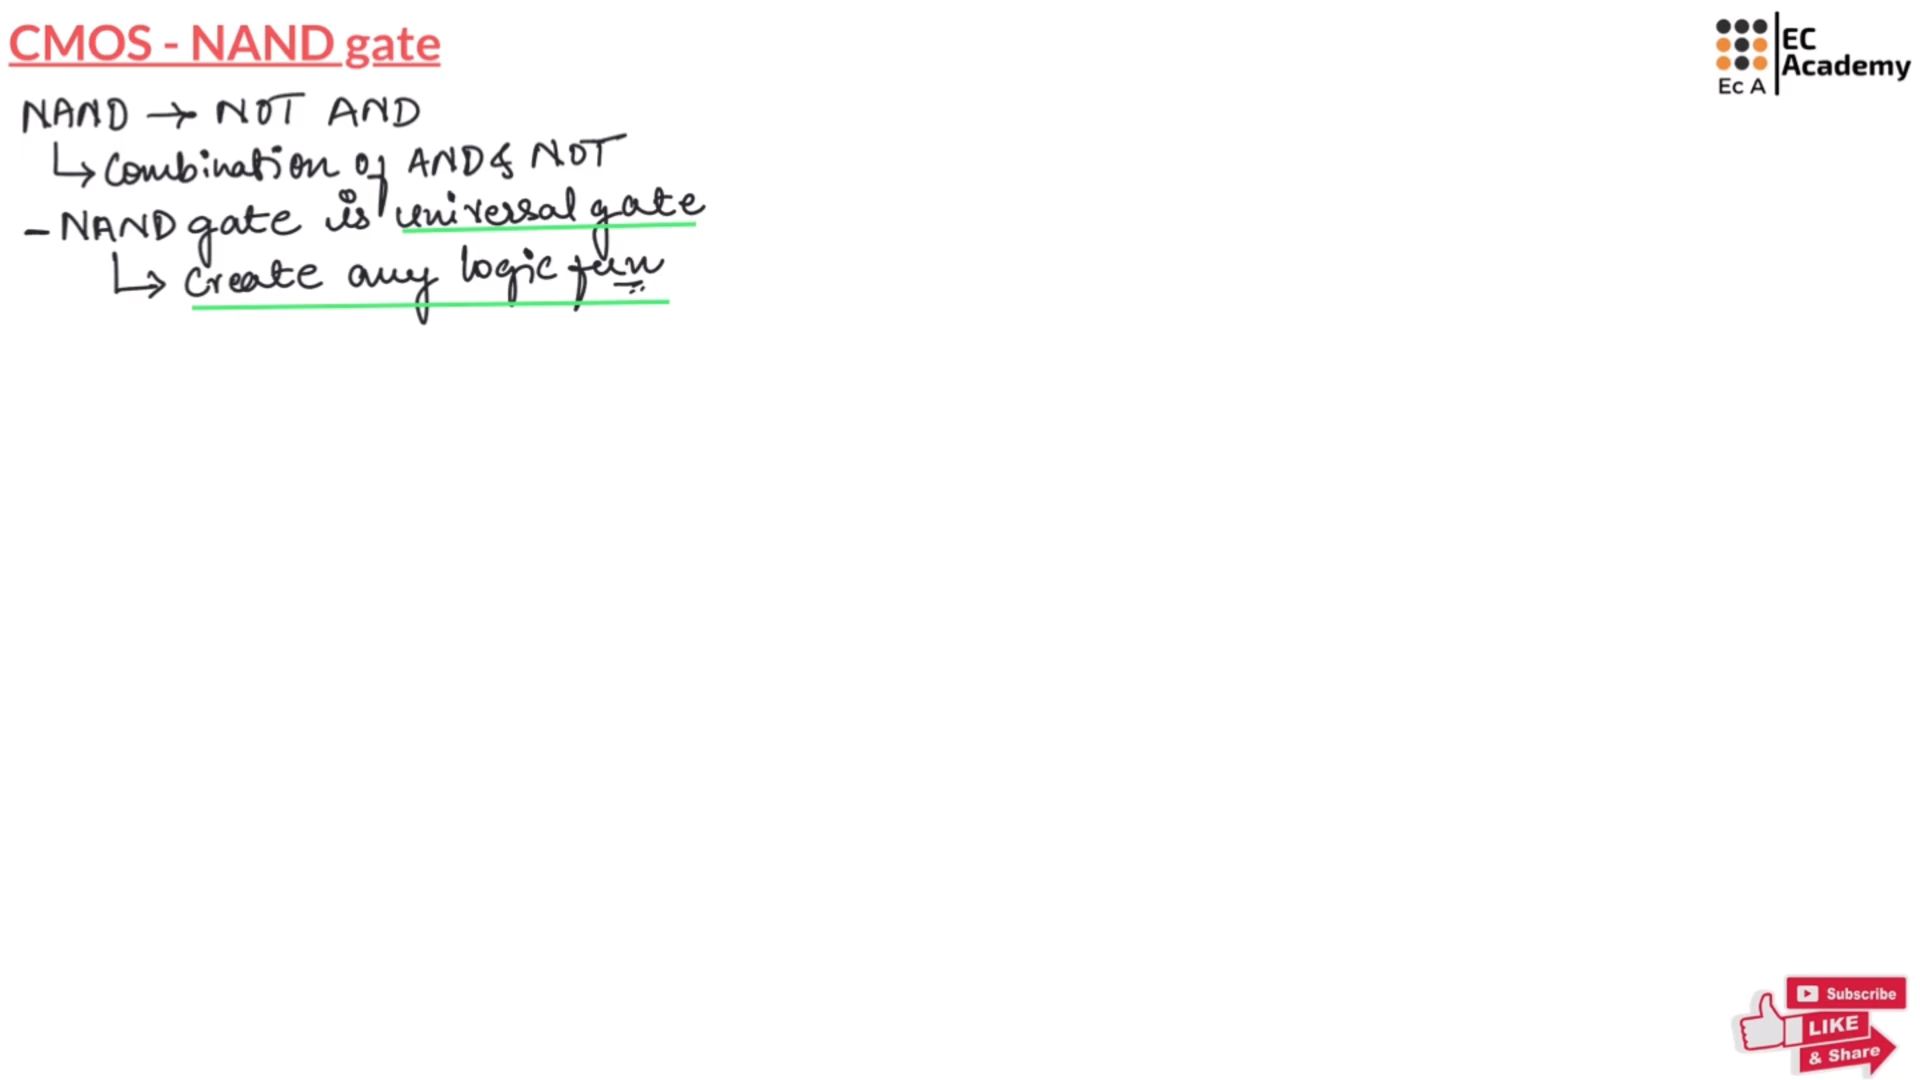 CMOS - NAND gate
NAND → NOT AND
↳ Combination of AND & NOT
- NAND gate is universal gate
↳ Create any logic fun
EC
Academy
Ec A
Subscribe
LIKE
& Share